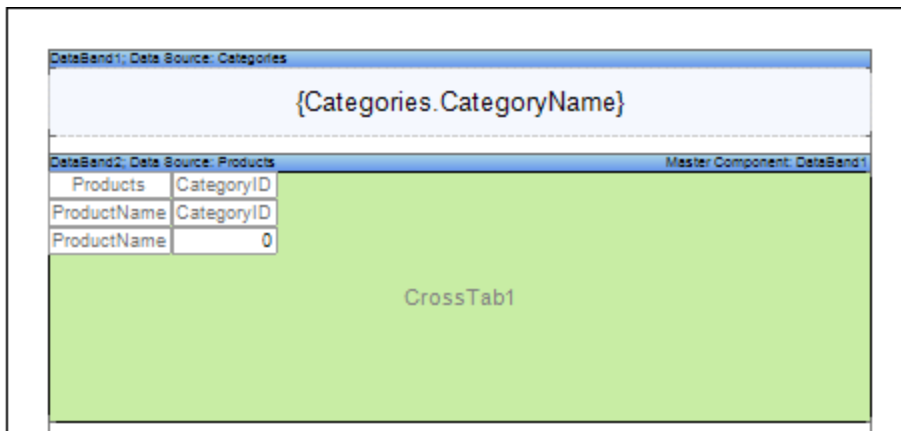 DataBand1; Data Source: Categories
{Categories.CategoryName}
DataBand2; Data Source: Products Master Component: DataBand1
Products CategoryID
ProductName CategoryID
ProductName 0
CrossTab1